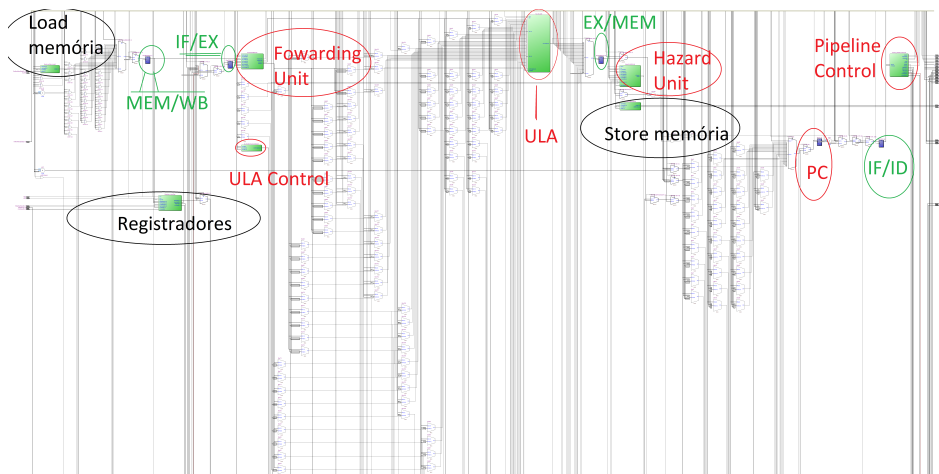 Load
memória
MEM/WB
IF/EX
Fowarding
Unit
ULA Control
Registradores
ULA
EX/MEM
Hazard
Unit
Store memória
Pipeline
Control
PC
IF/ID